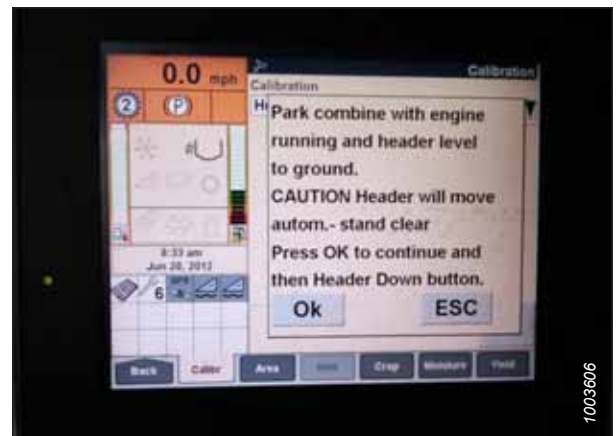 0.0 mph
Calibration
Calibration
2
P
Park combine with engine
running and header level
to ground.
CAUTION Header will move
autom.- stand clear
Press OK to continue and
then Header Down button.
Ok
ESC
8:33 am
Jun 20, 2012
6
Back
Calibr
Area
Crop
Moisture
Yield
1003606